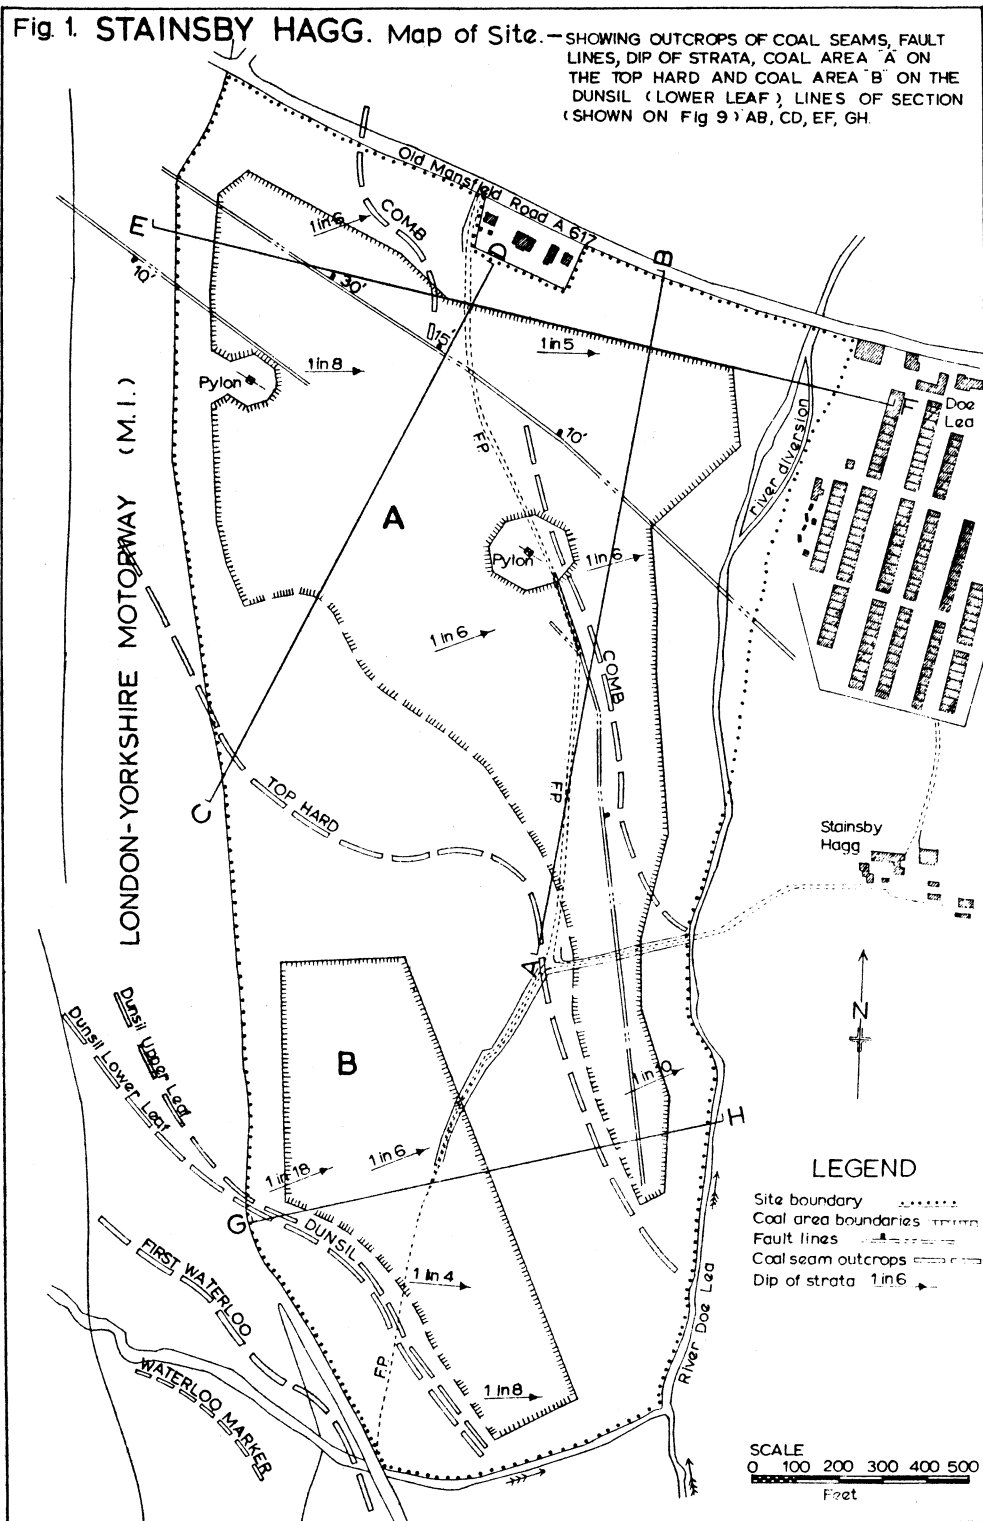 Fig. 1. STAINSBY HAGG. Map of Site.— SHOWING OUTCROPS OF COAL SEAMS, FAULT
LINES, DIP OF STRATA, COAL AREA "A" ON
THE TOP HARD AND COAL AREA "B" ON THE
DUNSIL (LOWER LEAF), LINES OF SECTION
(SHOWN ON Fig 9) AB, CD, EF, GH.
Old Mansfield Road A 617
COMB
1 in 6
E
D
B
10'
30'
15'
1 in 5
1 in 8
Pylon
F
Doe
Lea
10'
F.P.
river diversion
A
Pylon
1 in 6
1 in 6
COMB
LONDON-YORKSHIRE MOTORWAY (M.I.)
C
TOP HARD
F.P.
Stainsby
Hagg
A
N
Dunsil Upper Leaf
Dunsil Lower Leaf
B
1 in 10
H
1 in 6
1 in 18
G
DUNSIL
FIRST WATERLOO
1 in 4
River Doe Lea
F.P.
WATERLOO MARKER
1 in 8
LEGEND
Site boundary
Coal area boundaries
Fault lines
Coal seam outcrops
Dip of strata 1 in 6
SCALE
0 100 200 300 400 500
Feet